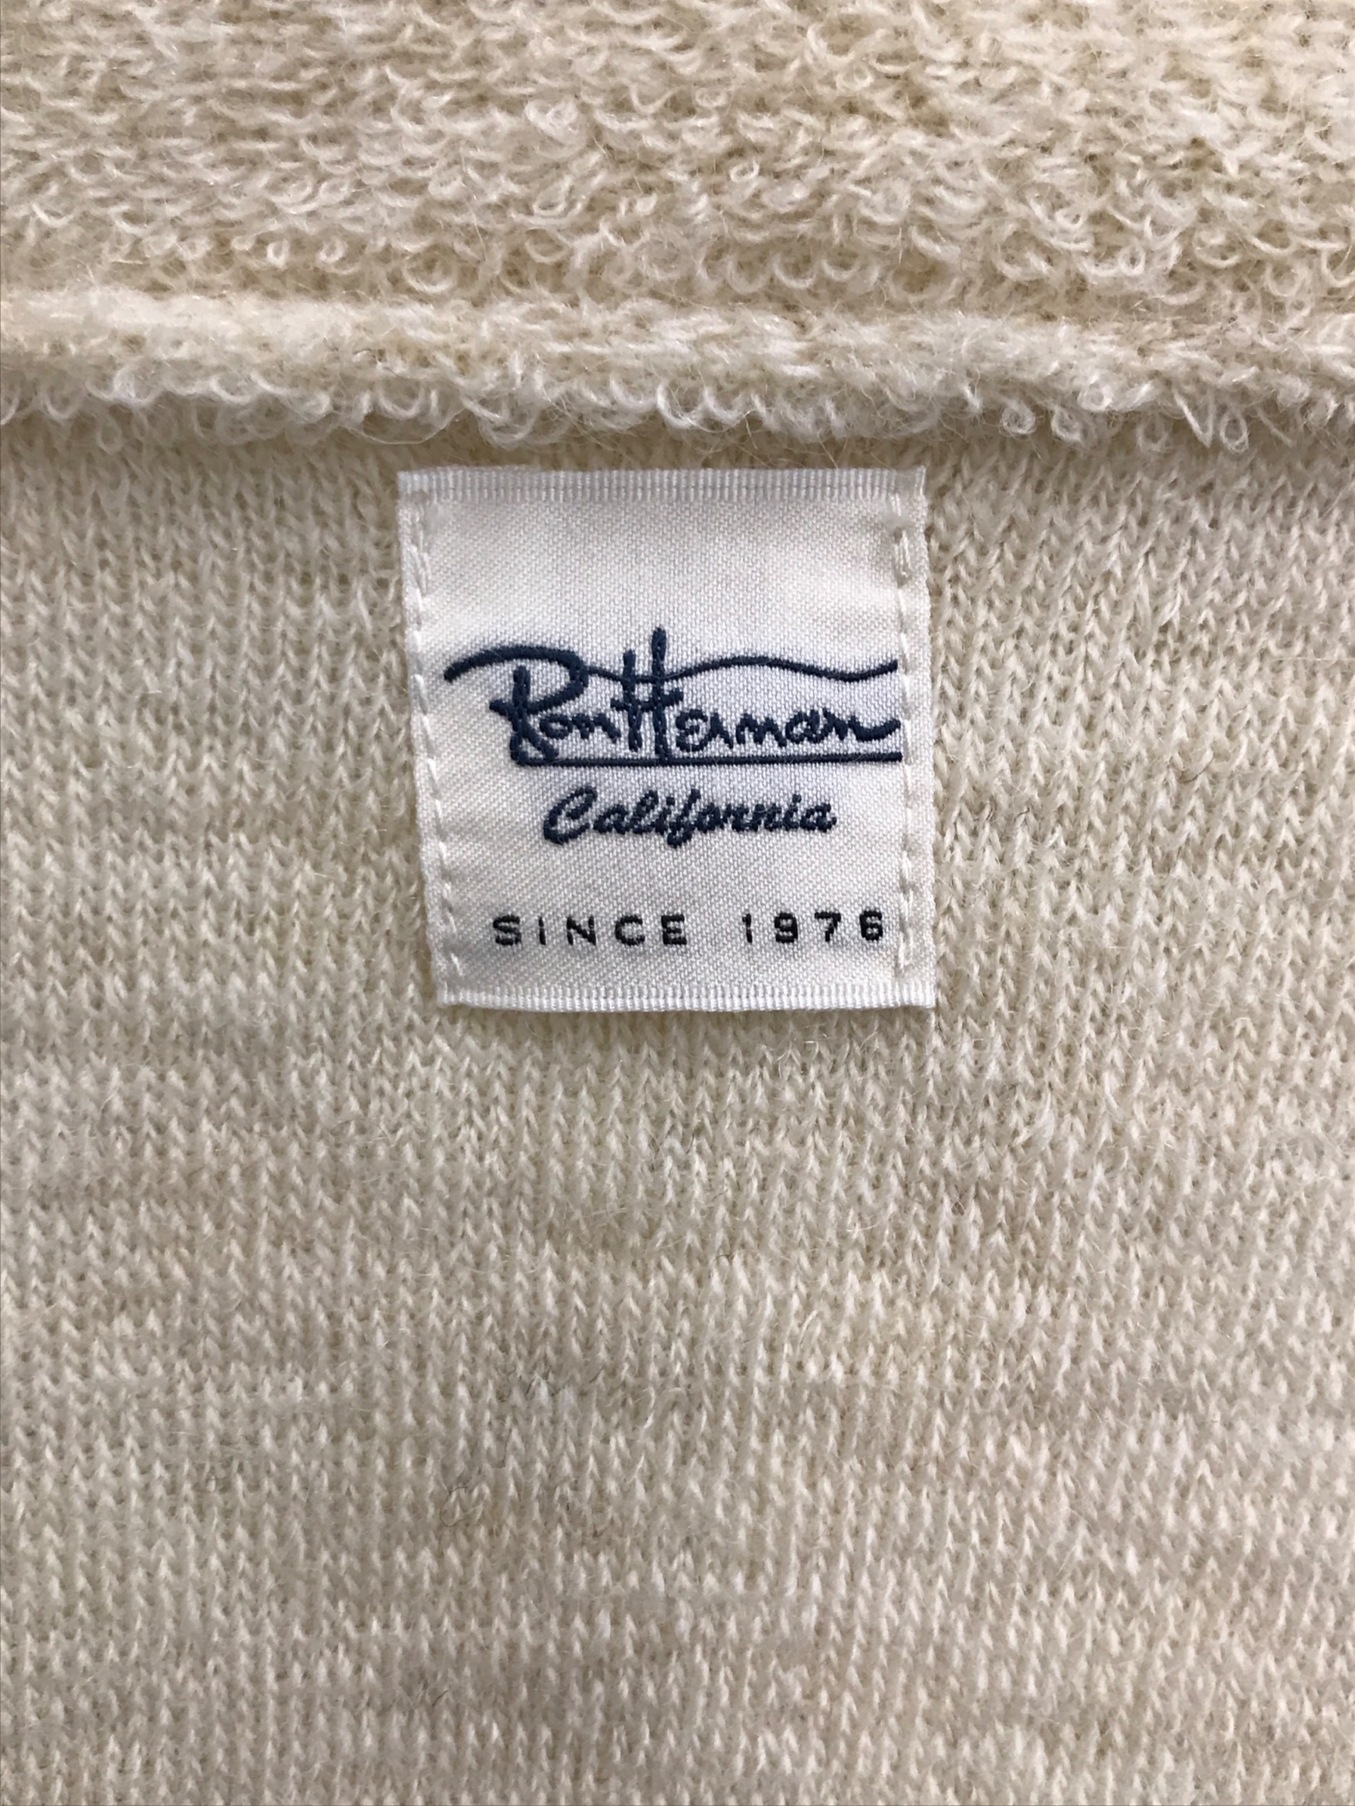 Ron Herman
California
SINCE 1976